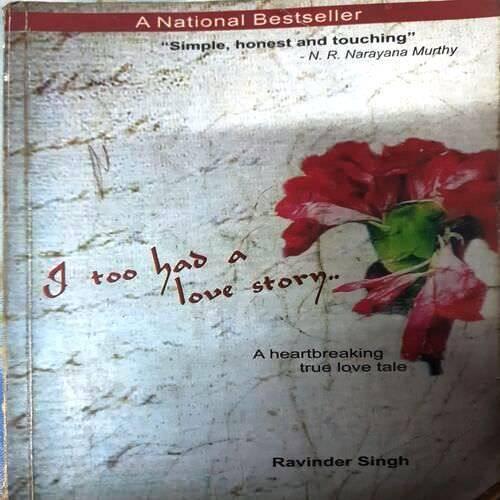 A National Bestseller
"Simple, honest and touching"
- N. R. Narayana Murthy
I too had a
love story..
A heartbreaking
true love tale
Ravinder Singh